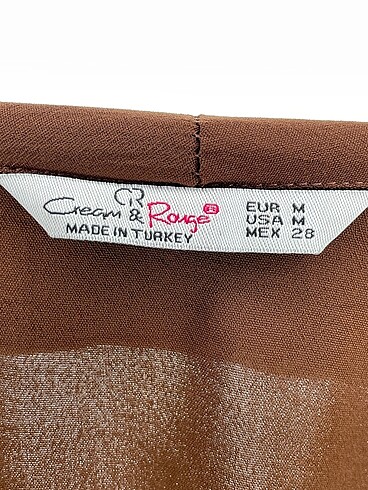 CR
Cream & Rouge®
MADE IN TURKEY
EUR M
USA M
MEX 28